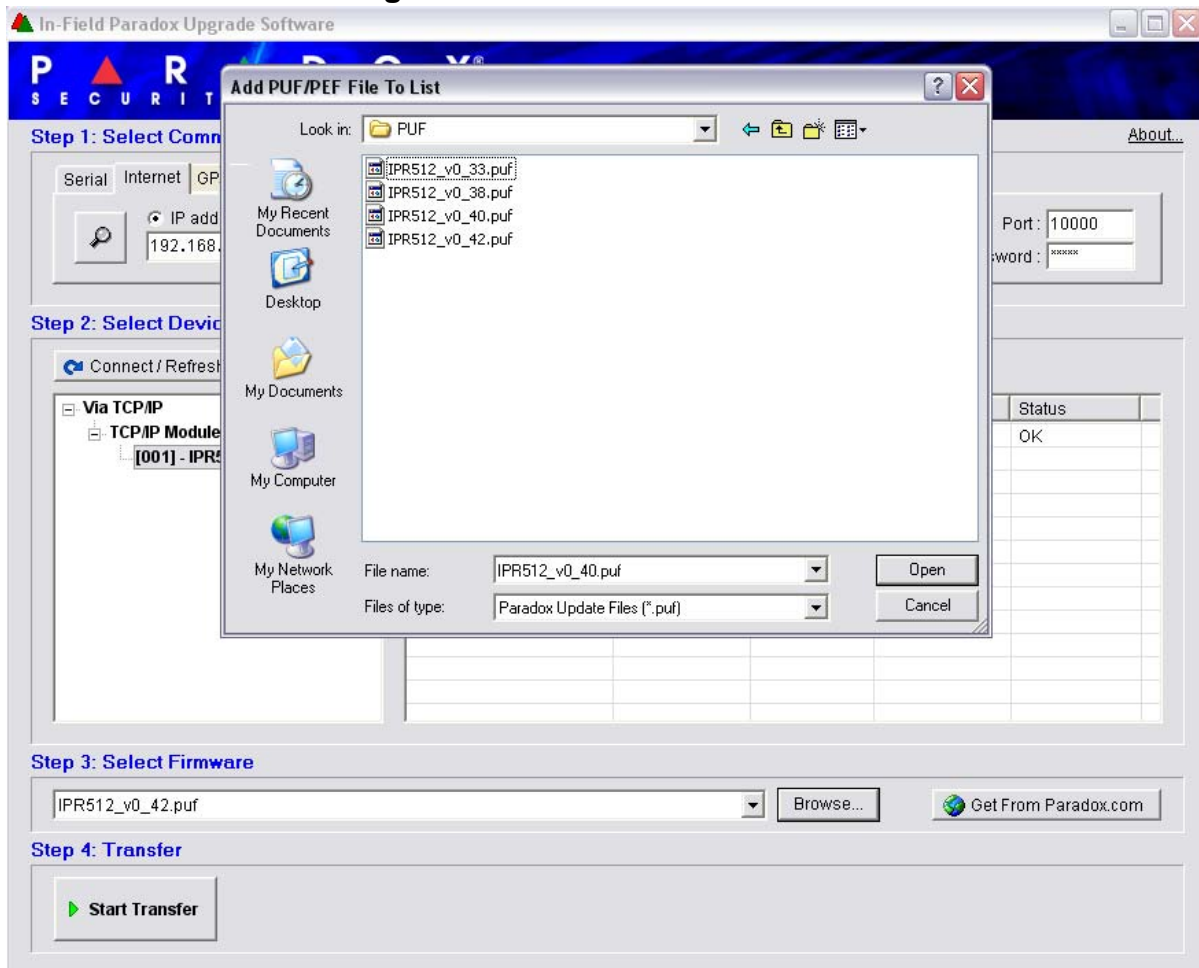 In-Field Paradox Upgrade Software
P A R A D O X®
SECURIT
Add PUF/PEF File To List
Look in: PUF
My Recent Documents
Desktop
My Documents
My Computer
My Network Places
IPR512_v0_33.puf
IPR512_v0_38.puf
IPR512_v0_40.puf
IPR512_v0_42.puf
File name: IPR512_v0_40.puf Open
Files of type: Paradox Update Files (*.puf) Cancel
Step 1: Select Comm
About...
Serial Internet GP
IP add
192.168.
Port : 10000
sword : *****
Step 2: Select Devic
Connect / Refresh
Via TCP/IP
TCP/IP Module
[001] - IPR5
Status
OK
Step 3: Select Firmware
IPR512_v0_42.puf Browse... Get From Paradox.com
Step 4: Transfer
Start Transfer